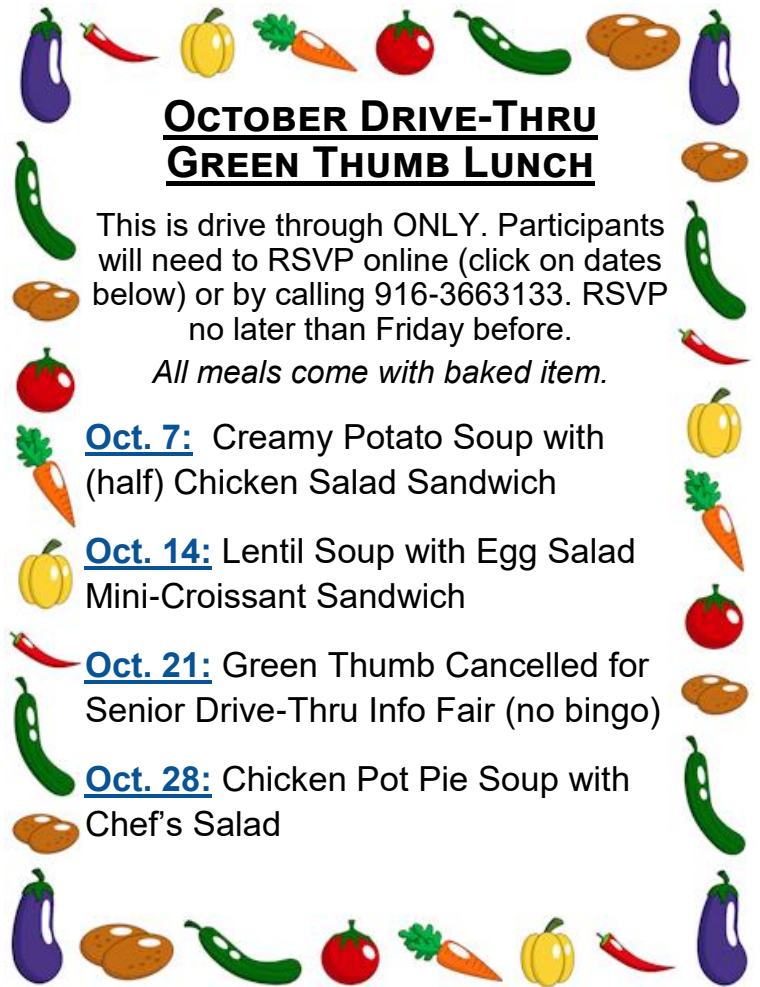 October Drive-Thru
Green Thumb Lunch
This is drive through ONLY. Participants
will need to RSVP online (click on dates
below) or by calling 916-3663133. RSVP
no later than Friday before.
All meals come with baked item.
Oct. 7: Creamy Potato Soup with
(half) Chicken Salad Sandwich
Oct. 14: Lentil Soup with Egg Salad
Mini-Croissant Sandwich
Oct. 21: Green Thumb Cancelled for
Senior Drive-Thru Info Fair (no bingo)
Oct. 28: Chicken Pot Pie Soup with
Chef’s Salad